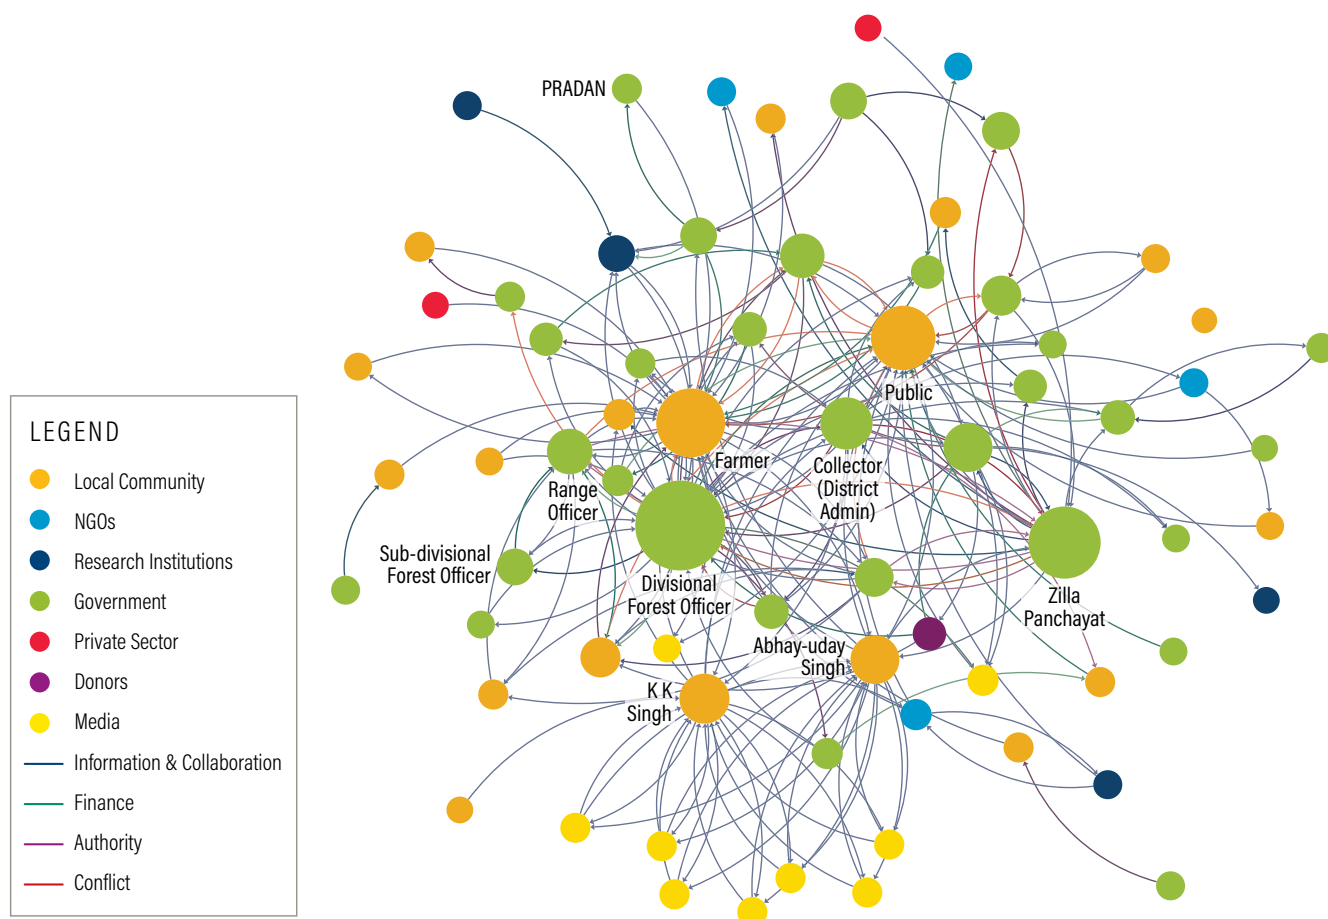 PRADAN
Public
Farmer
Collector
(District
Admin)
Range
Officer
Sub-divisional
Forest Officer
Divisional
Forest Officer
Zilla
Panchayat
Abhay-uday
Singh
K K
Singh
LEGEND
Local Community
NGOs
Research Institutions
Government
Private Sector
Donors
Media
Information & Collaboration
Finance
Authority
Conflict